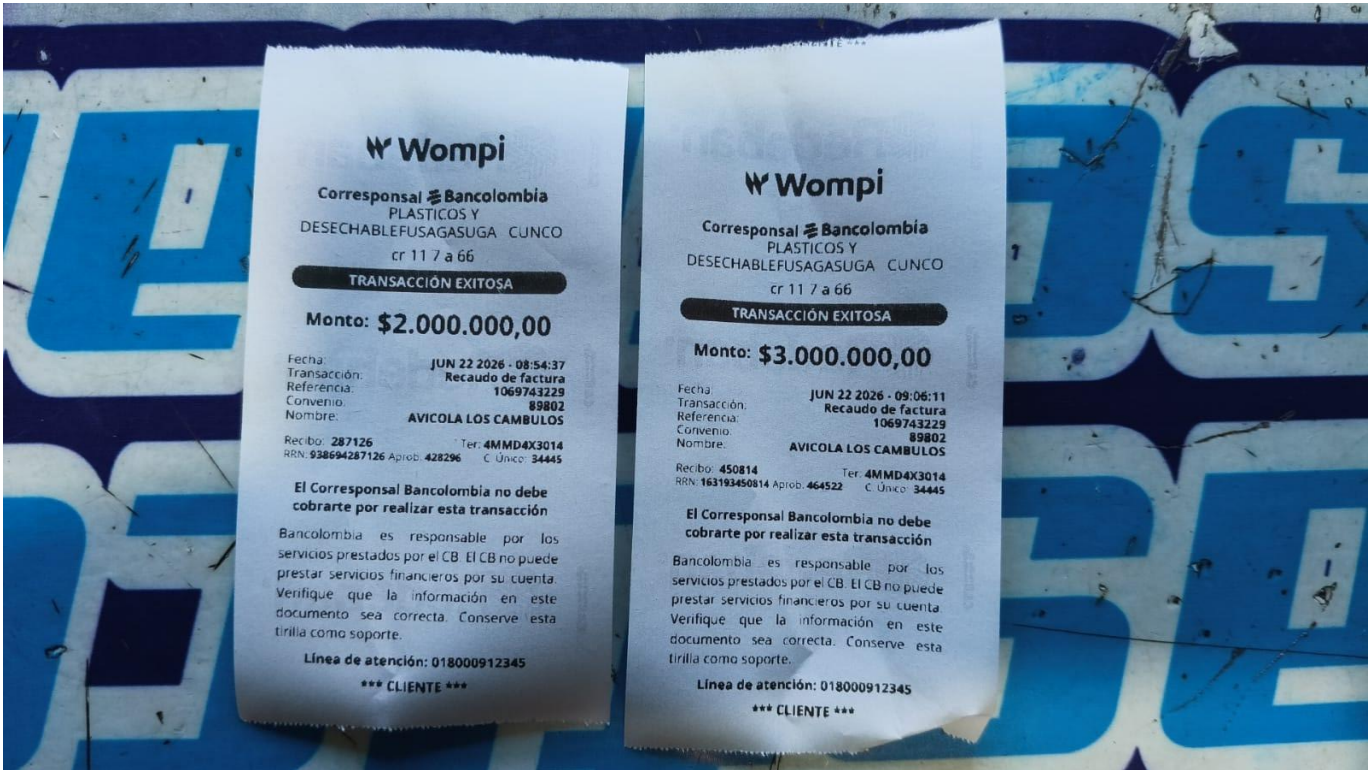 Wompi
Corresponsal Bancolombia
PLASTICOS Y
DESECHABLEFUSAGASUGA CUNCO
cr 11 7 a 66
TRANSACCIÓN EXITOSA
Monto: $2.000.000,00
Fecha: JUN 22 2026 - 08:54:37
Transacción: Recaudo de factura
Referencia: 1069743229
Convenio: 89802
Nombre: AVICOLA LOS CAMBULOS
Recibo: 287126 Ter: 4MMD4X3014
RRN: 938694287126 Aprob: 428296 C. Único: 34445
El Corresponsal Bancolombia no debe
cobrarte por realizar esta transacción
Bancolombia es responsable por los
servicios prestados por el CB. El CB no puede
prestar servicios financieros por su cuenta.
Verifique que la información en este
documento sea correcta. Conserve esta
tirilla como soporte.
Línea de atención: 018000912345
*** CLIENTE ***
Wompi
Corresponsal Bancolombia
PLASTICOS Y
DESECHABLEFUSAGASUGA CUNCO
cr 11 7 a 66
TRANSACCIÓN EXITOSA
Monto: $3.000.000,00
Fecha: JUN 22 2026 - 09:06:11
Transacción: Recaudo de factura
Referencia: 1069743229
Convenio: 89802
Nombre: AVICOLA LOS CAMBULOS
Recibo: 450814 Ter: 4MMD4X3014
RRN: 163193450814 Aprob: 464522 C. Único: 34445
El Corresponsal Bancolombia no debe
cobrarte por realizar esta transacción
Bancolombia es responsable por los
servicios prestados por el CB. El CB no puede
prestar servicios financieros por su cuenta.
Verifique que la información en este
documento sea correcta. Conserve esta
tirilla como soporte.
Línea de atención: 018000912345
*** CLIENTE ***